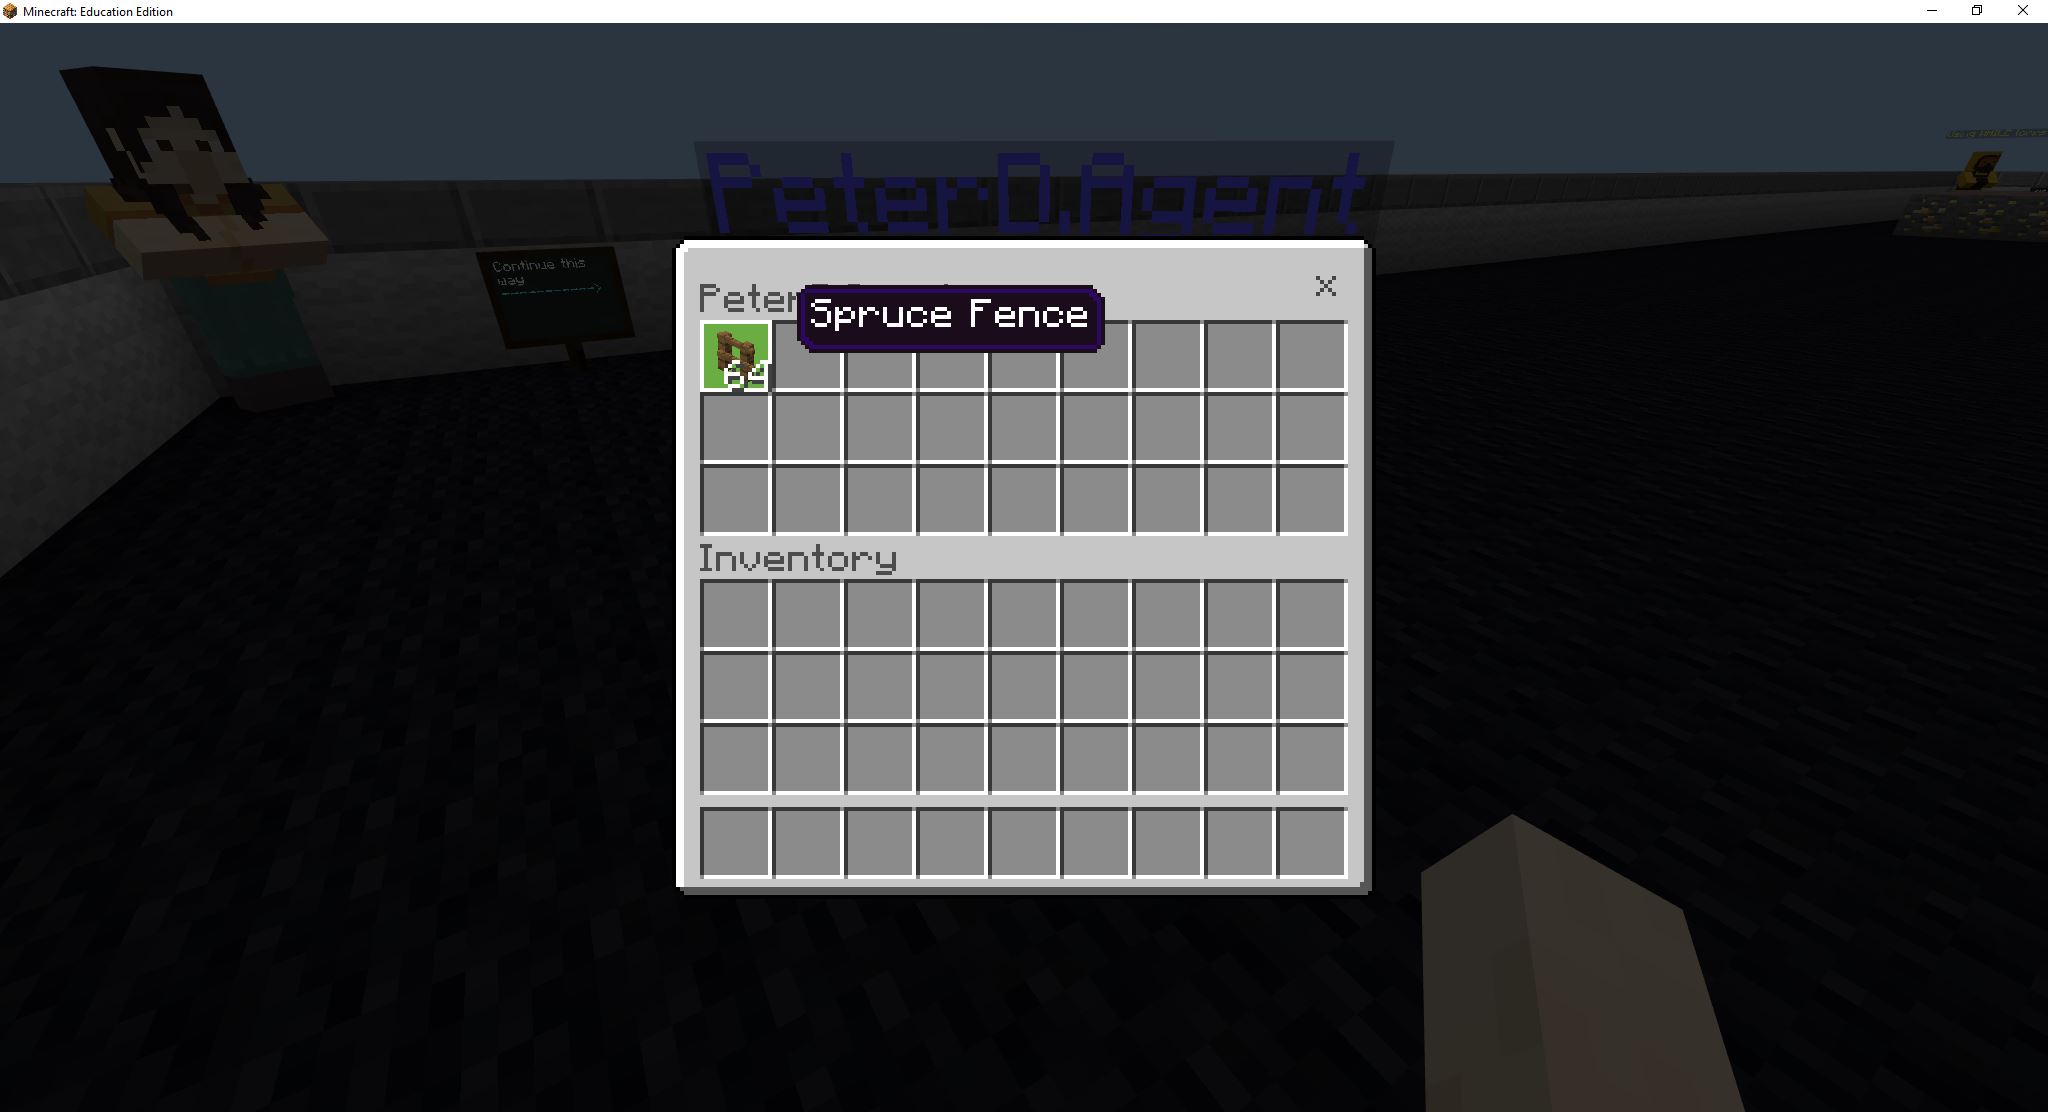 Minecraft: Education Edition
PeterD.Agent
Continue this
way
----------->
Peter
Spruce Fence
64
Inventory